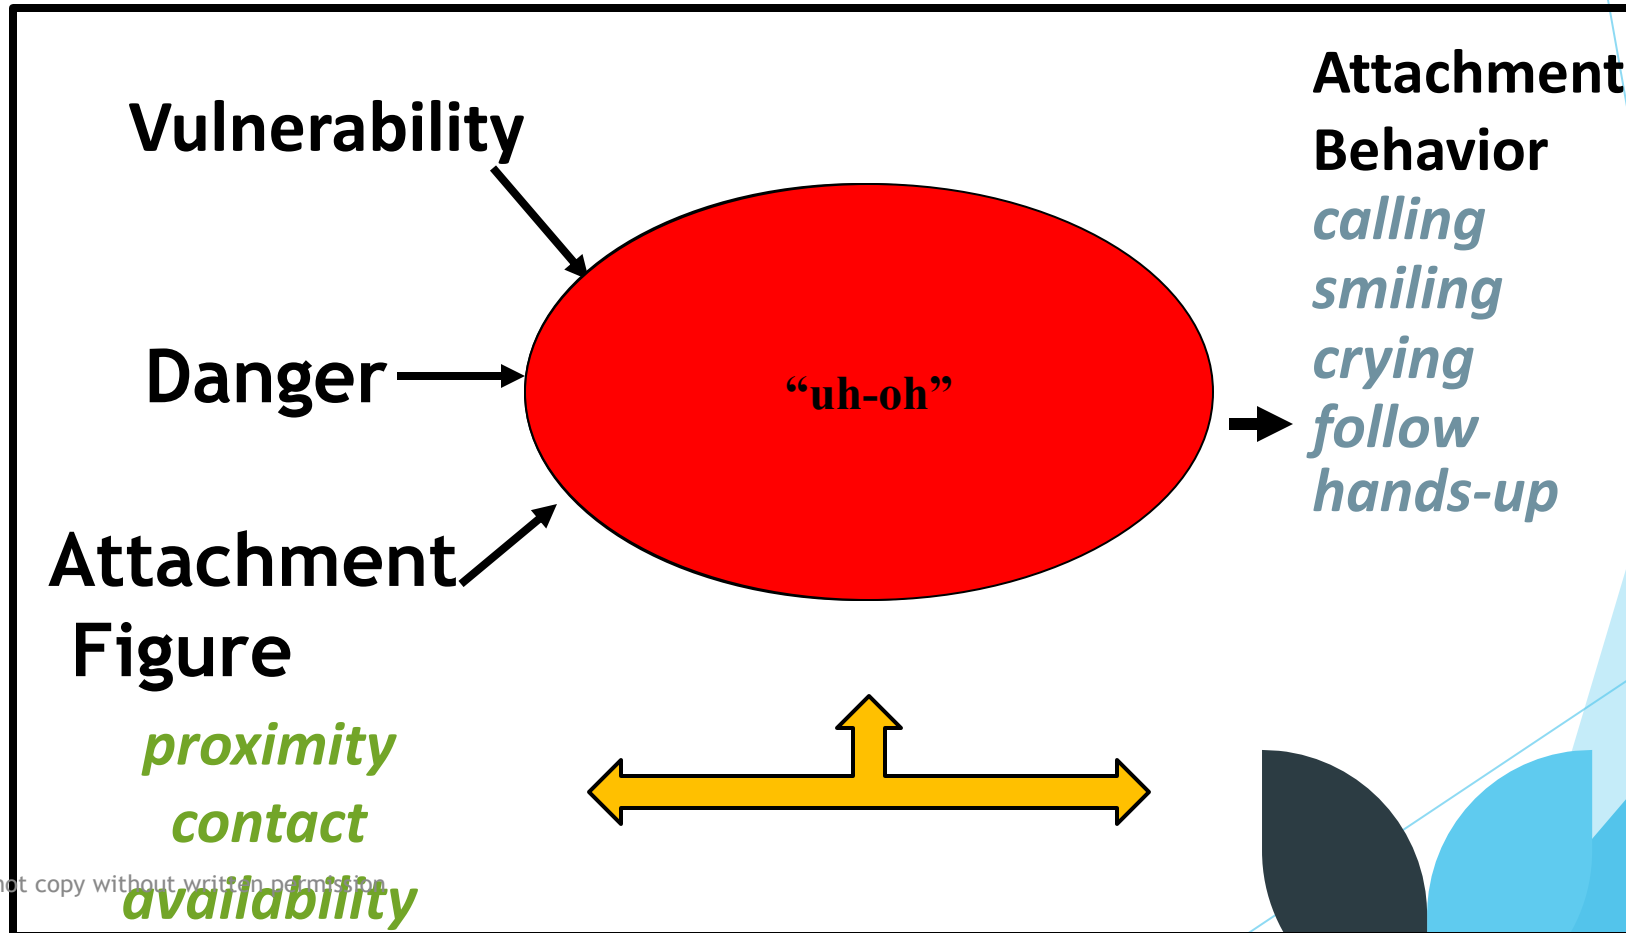 Vulnerability
Danger
Attachment
Figure
proximity
contact
availability
“uh-oh”
Attachment
Behavior
calling
smiling
crying
follow
hands-up
not copy without written permission